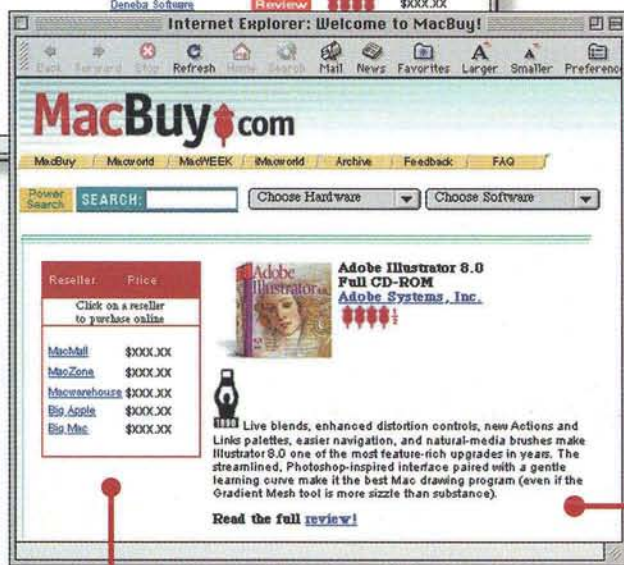 Deneba Software Review $XXX.XX
Internet Explorer: Welcome to MacBuy!
Back Forward Stop Refresh Home Search Mail News Favorites Larger Smaller Preferenc
MacBuy.com
MacBuy Macworld MacWEEK iMacworld Archive Feedback FAQ
Power Search SEARCH: Choose Hardware Choose Software
Adobe Illustrator 8.0
Full CD-ROM
Adobe Systems, Inc.
Adobe
Illustrator
Reseller Price
Click on a reseller
to purchase online
MacMall $XXX.XX
MacZone $XXX.XX
Macwarehouse $XXX.XX
Big Apple $XXX.XX
Big Mac $XXX.XX
1998
Live blends, enhanced distortion controls, new Actions and
Links palettes, easier navigation, and natural-media brushes make
Illustrator 8.0 one of the most feature-rich upgrades in years. The
streamlined, Photoshop-inspired interface paired with a gentle
learning curve make it the best Mac drawing program (even if the
Gradient Mesh tool is more sizzle than substance).
Read the full review!